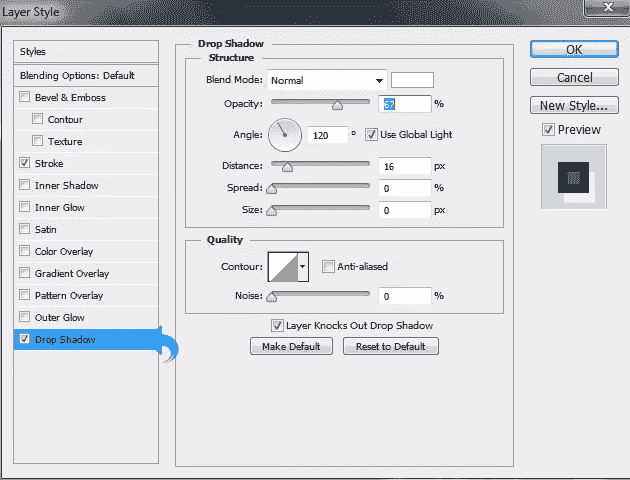 Layer Style
X
Styles
Blending Options: Default
Bevel & Emboss
Contour
Texture
Stroke
Inner Shadow
Inner Glow
Satin
Color Overlay
Gradient Overlay
Pattern Overlay
Outer Glow
Drop Shadow
Drop Shadow
Structure
Blend Mode: Normal
Opacity: 67 %
Angle: 120 ° Use Global Light
Distance: 16 px
Spread: 0 %
Size: 0 px
Quality
Contour: Anti-aliased
Noise: 0 %
Layer Knocks Out Drop Shadow
Make Default Reset to Default
OK
Cancel
New Style...
Preview